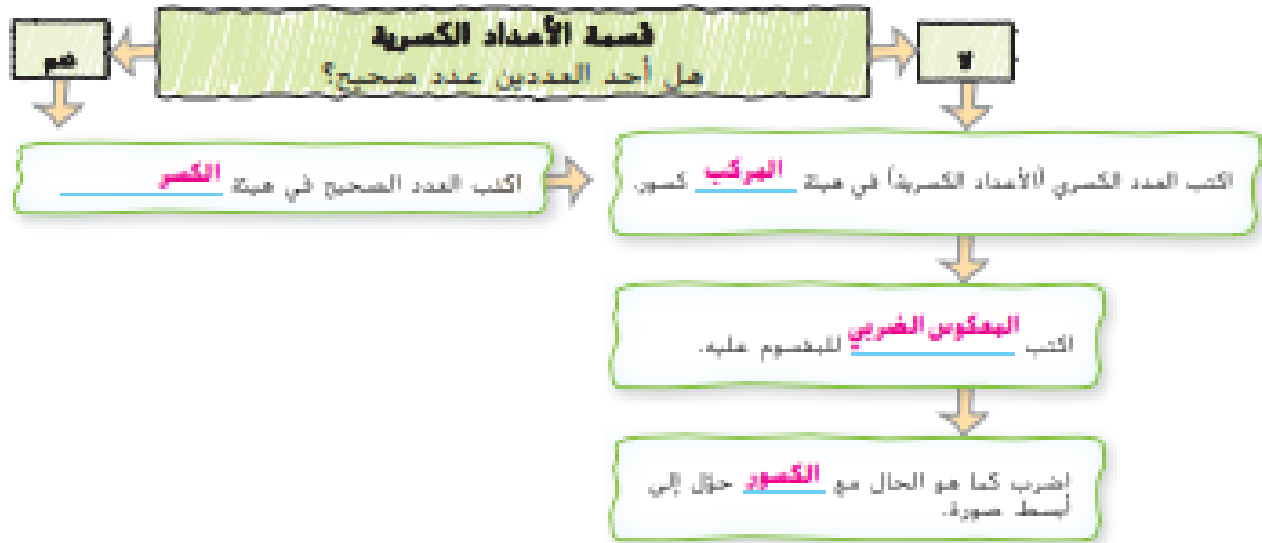 قسمة الأعداد الكسرية
هل أحد العددين عدد صحيح؟
لا
نعم
اكتب العدد الكسري (الأعداد الكسرية) في هيئة المركب كسور.
اكتب العدد الصحيح في هيئة الكسر
اكتب المعكوس الضربي للمقسوم عليه.
اضرب كما هو الحال مع الكسور حوّل إلى
أبسط صورة.